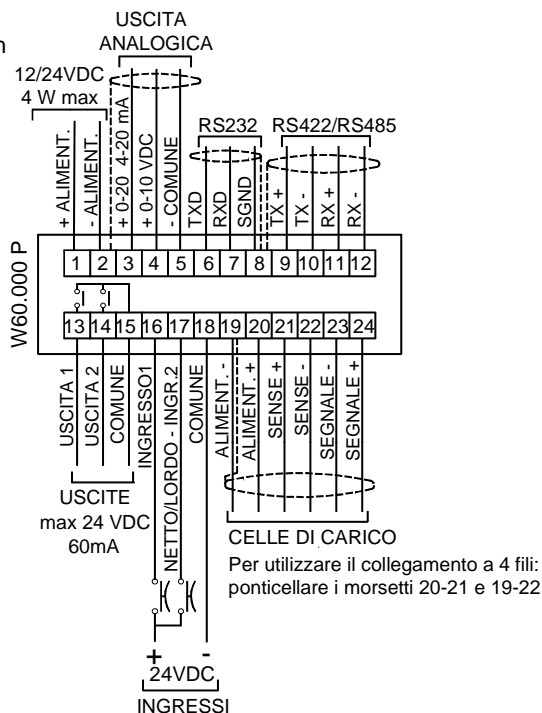 USCITA
ANALOGICA
n
12/24VDC
4 W max
RS232
RS422/RS485
+ ALIMENT.
- ALIMENT.
+ 0-20 4-20 mA
+ 0-10 VDC
- COMUNE
TXD
RXD
SGND
TX +
TX -
RX +
RX -
W60.000 P
1 2 3 4 5 6 7 8 9 10 11 12
13 14 15 16 17 18 19 20 21 22 23 24
USCITA 1
USCITA 2
COMUNE
INGRESSO1
NETTO/LORDO - INGR.2
COMUNE
ALIMENT. -
ALIMENT. +
SENSE +
SENSE -
SEGNALE -
SEGNALE +
USCITE
max 24 VDC
60mA
CELLE DI CARICO
Per utilizzare il collegamento a 4 fili:
ponticellare i morsetti 20-21 e 19-22
+ -
24VDC
INGRESSI